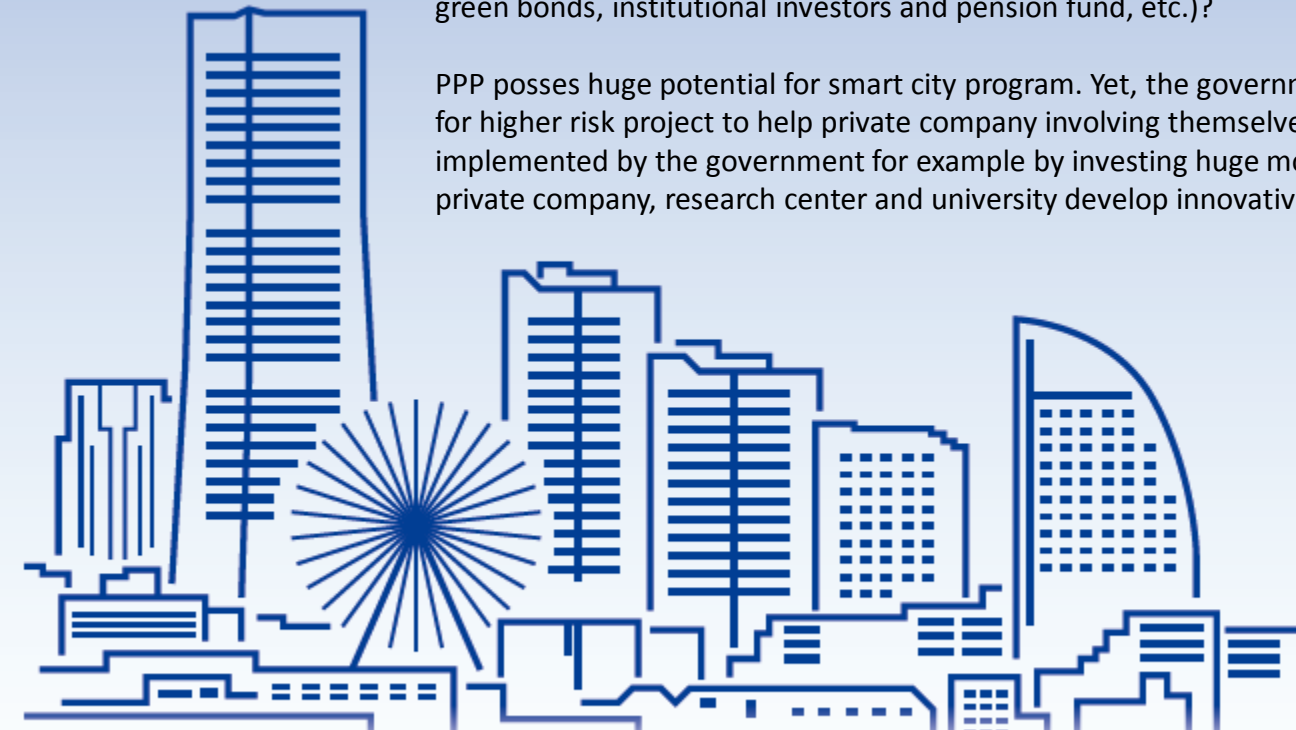 green bonds, institutional investors and pension fund, etc.)?
PPP posses huge potential for smart city program. Yet, the governm
for higher risk project to help private company involving themselve
implemented by the government for example by investing huge mo
private company, research center and university develop innovativ